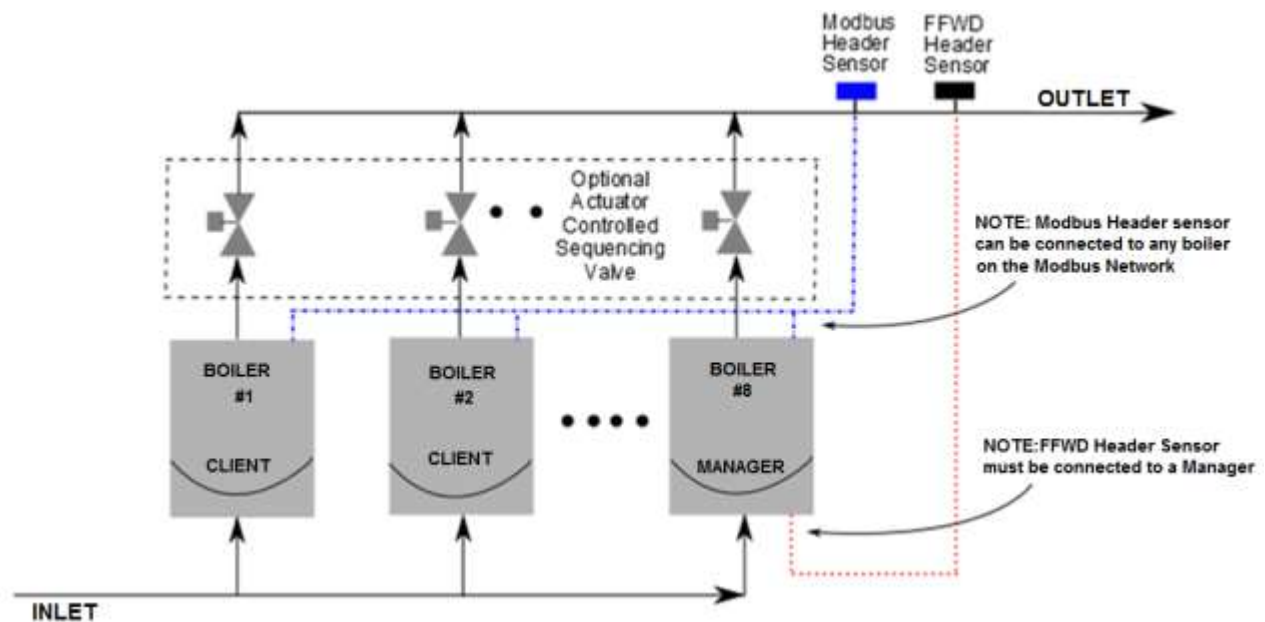 Modbus
Header
Sensor
FFWD
Header
Sensor
OUTLET
Optional
Actuator
Controlled
Sequencing
Valve
NOTE: Modbus Header sensor
can be connected to any boiler
on the Modbus Network
BOILER
#1
CLIENT
BOILER
#2
CLIENT
BOILER
#8
MANAGER
NOTE:FFWD Header Sensor
must be connected to a Manager
INLET